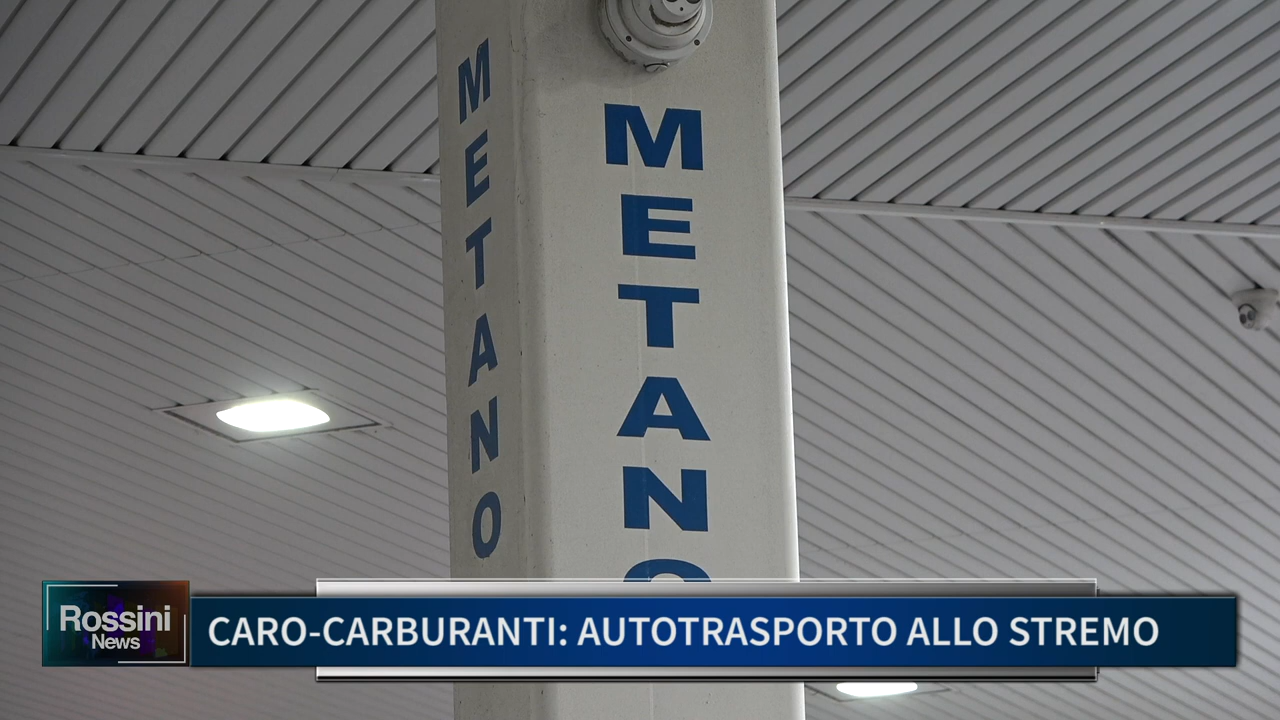 METANO
METANO
Rossini
News
CARO-CARBURANTI: AUTOTRASPORTO ALLO STREMO